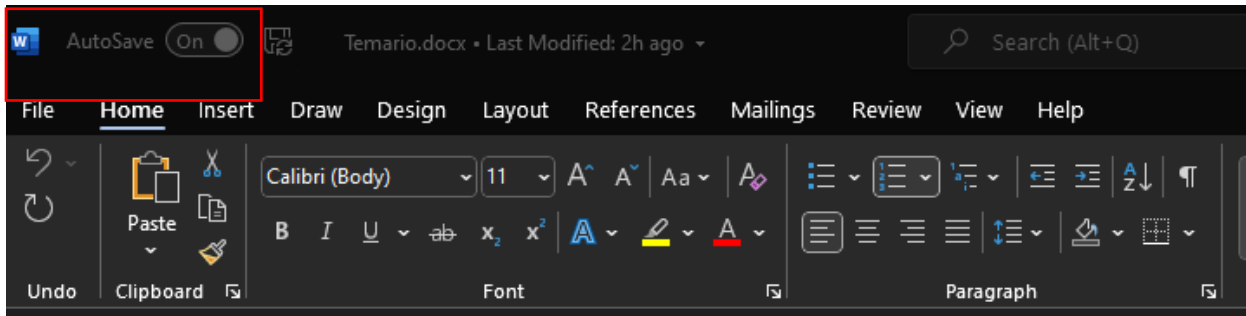 W AutoSave On Temario.docx • Last Modified: 2h ago Search (Alt+Q)
File Home Insert Draw Design Layout References Mailings Review View Help
Calibri (Body) 11 A A Aa A
Paste
B I U ab x2 x2 A A
A Z
Undo Clipboard Font Paragraph